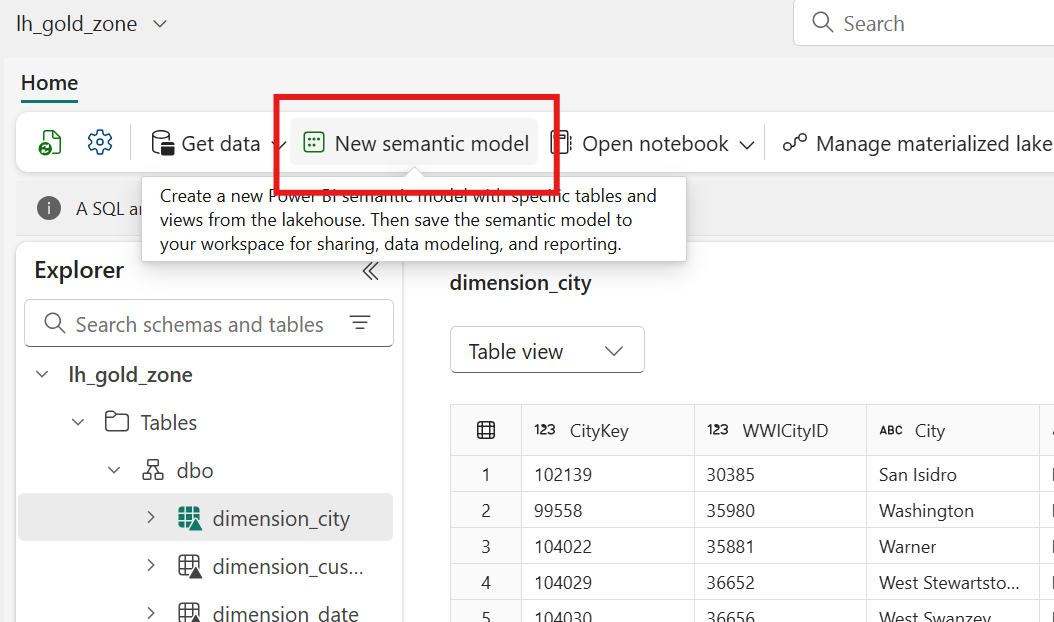 lh_gold_zone
Search
Home
Get data
New semantic model
Open notebook
Manage materialized lake
A SQL
Create a new Power BI semantic model with specific tables and
views from the lakehouse. Then save the semantic model to
your workspace for sharing, data modeling, and reporting.
Explorer
dimension_city
Search schemas and tables
Table view
lh_gold_zone
Tables
dbo
dimension_city
dimension_cus...
dimension_date
123 CityKey 123 WWICityID ABC City
1 102139 30385 San Isidro
2 99558 35980 Washington
3 104022 35881 Warner
4 104029 36652 West Stewartsto...
5 104030 36656 West Swanzey